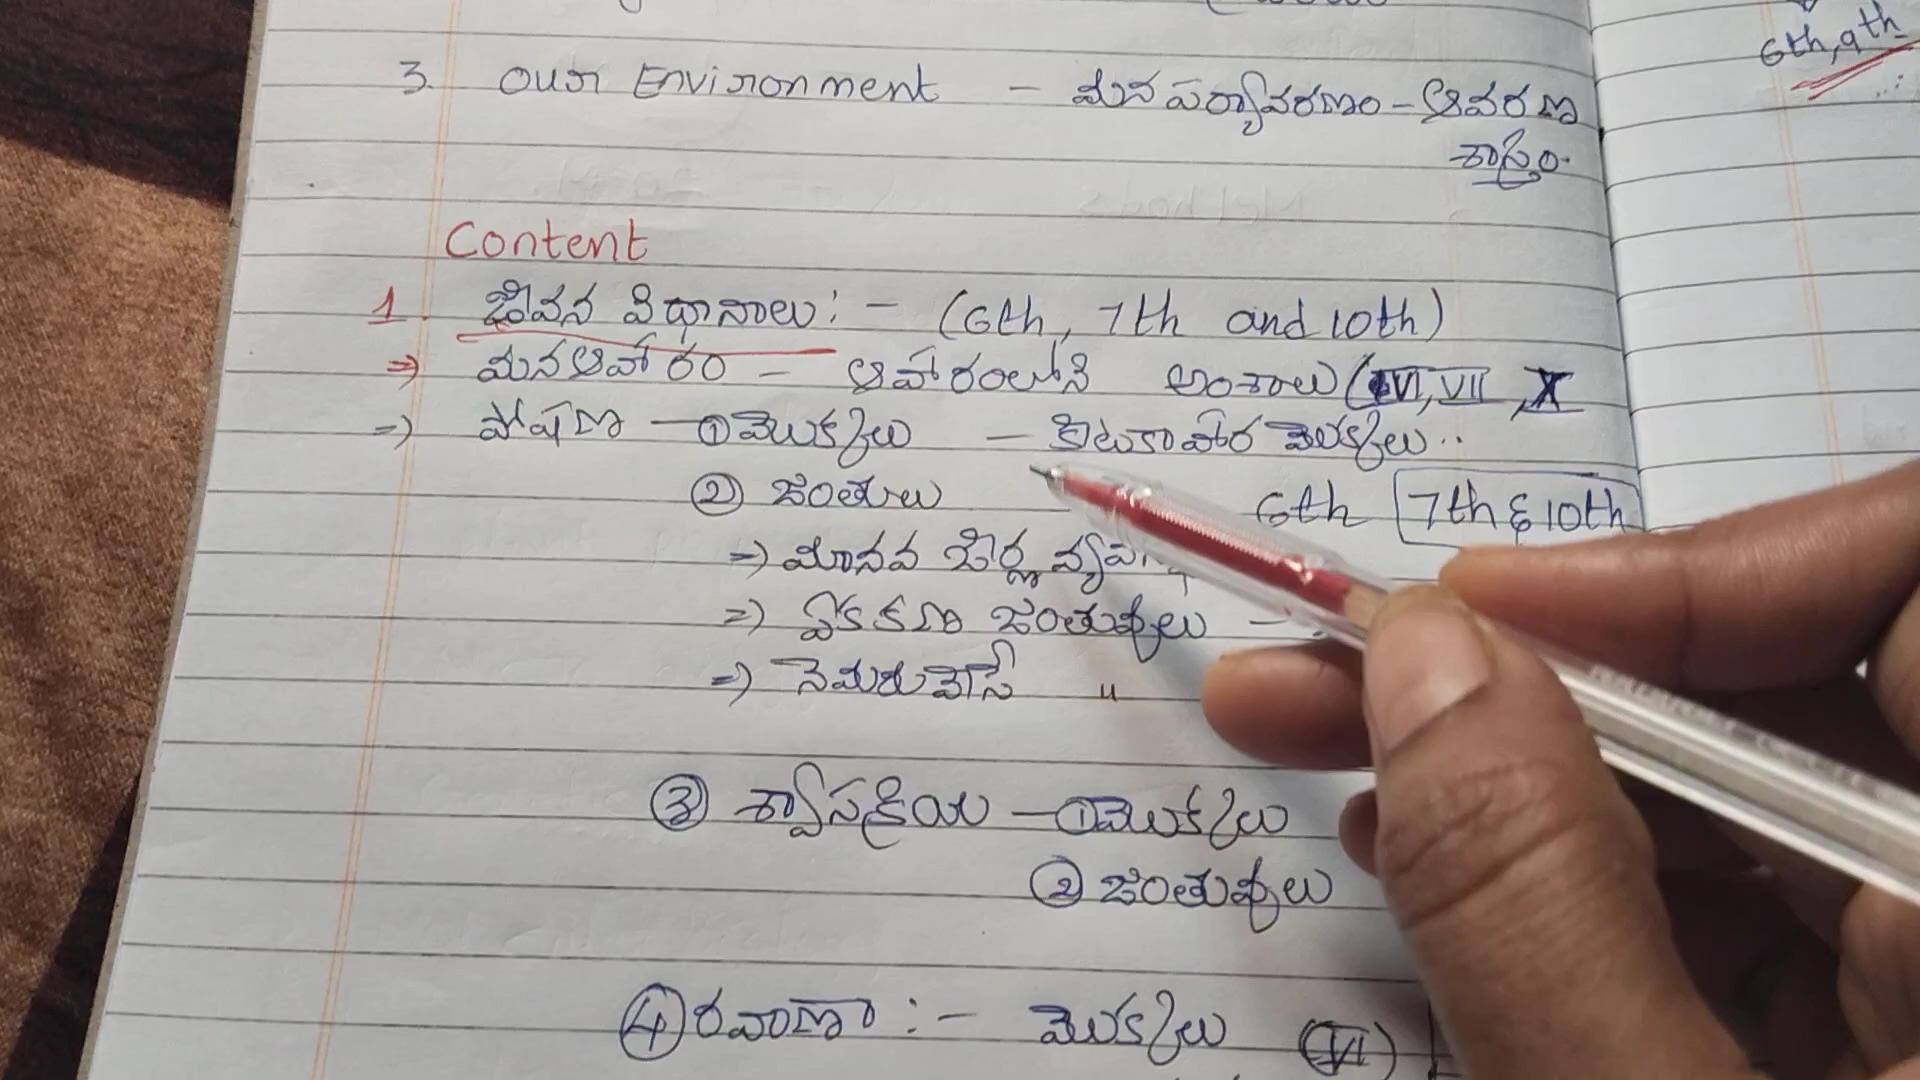 6th, 9th
3. Our Environment - మన పర్యావరణం - ఆవరణ
శాస్త్రం.
Content
1. జీవన విధానాలు :- (6th, 7th and 10th)
=> మన ఆహారం - ఆహారంలోని అంశాలు (VI, VII, X
=> పోషణ - ① మొక్కలు - కీటకాహార మొక్కలు..
② జంతులు 6th 7th & 10th
=> మానవ జీర్ణ
=> ఏకకణ జంతువులు -
=> నెమరువేసే "
③ శ్వాసక్రియ - ① మొక్కలు
② జంతువులు
④ రవాణా :- మొక్కలు (VI)